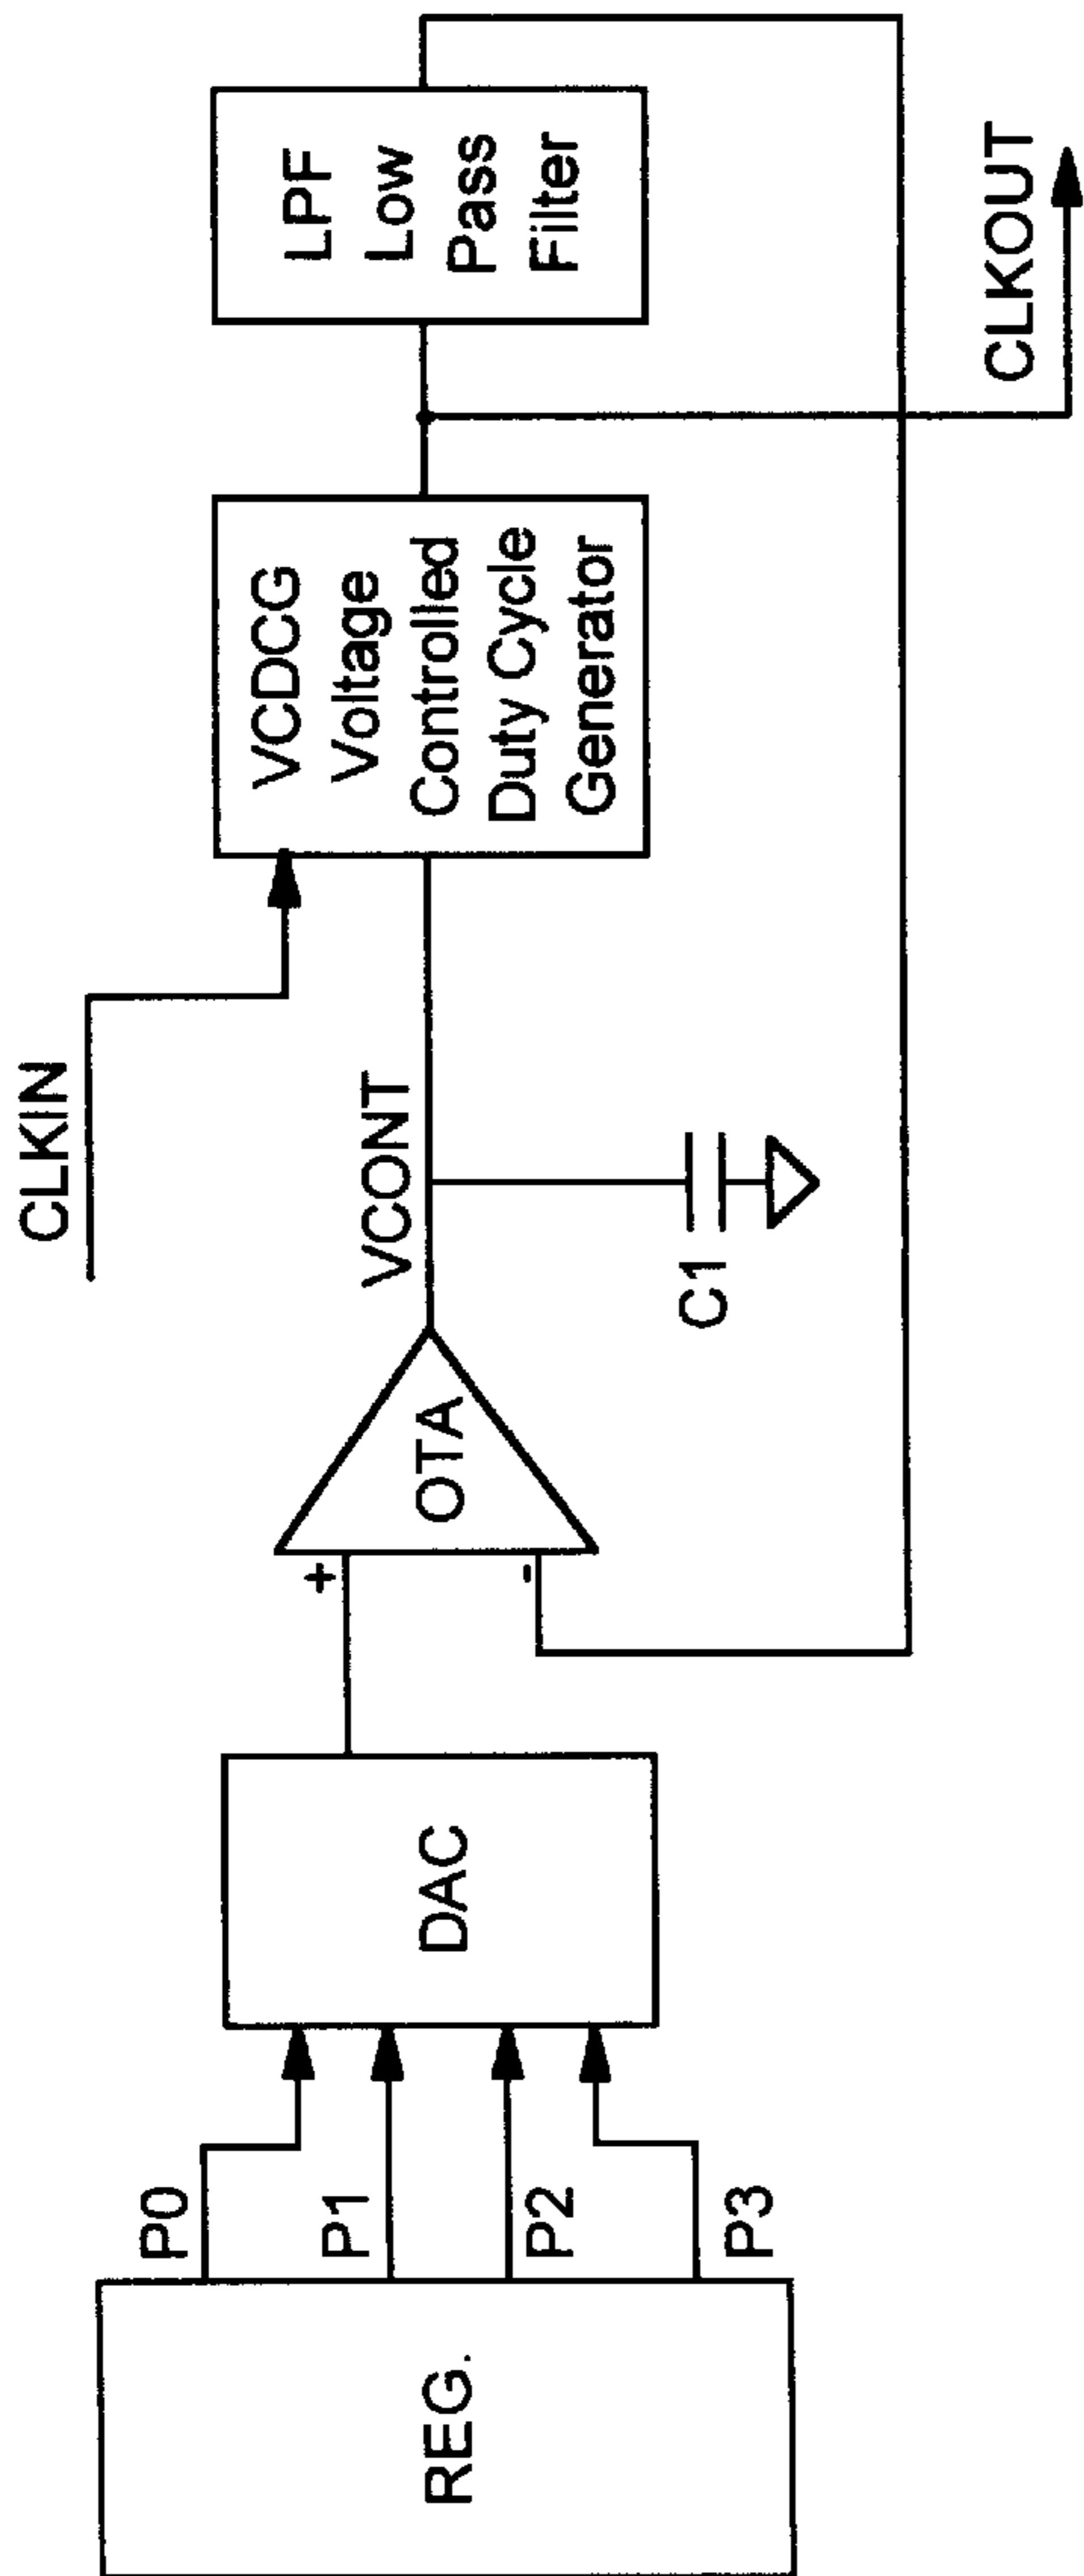 REG.
P0
P1
P2
P3
DAC
+
-
OTA
VCONT
C1
CLKIN
VCDCG
Voltage
Controlled
Duty Cycle
Generator
LPF
Low
Pass
Filter
CLKOUT